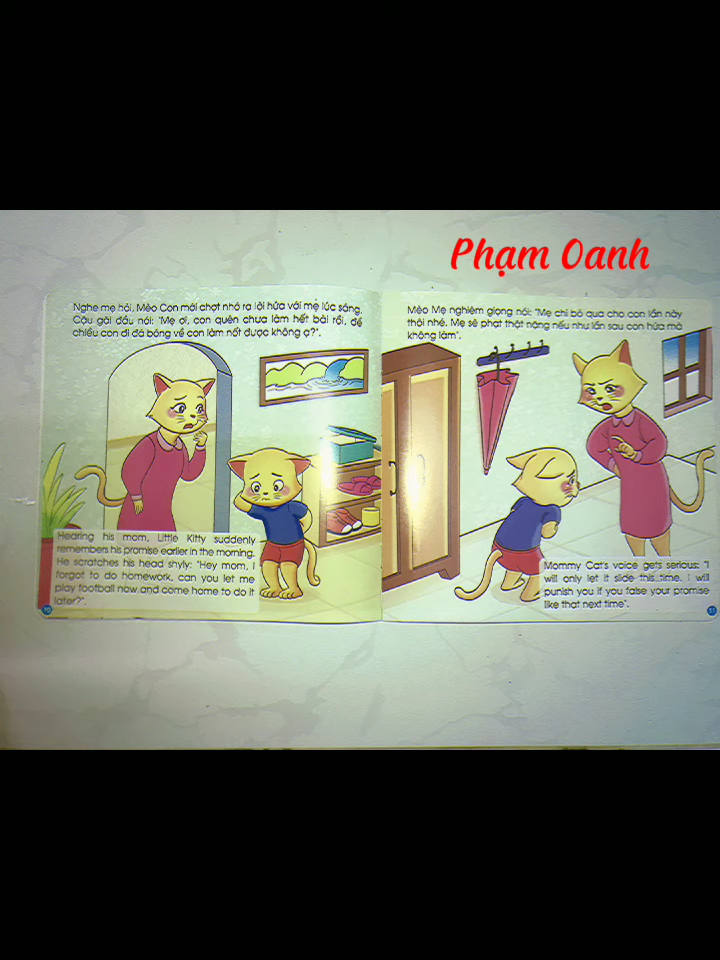 Phạm Oanh
Nghe mẹ hỏi, Mèo Con mới chợt nhớ ra lời hứa với mẹ lúc sáng.
Cậu gãi đầu nói: "Mẹ ơi, con quên chưa làm hết bài rồi, để
chiều con đi đá bóng về con làm nốt được không ạ?".
Hearing his mom, Little Kitty suddenly
remembers his promise earlier in the morning.
He scratches his head shyly: "Hey mom, I
forgot to do homework, can you let me
play football now and come home to do it
later?".
10
Mèo Mẹ nghiêm giọng nói: "Mẹ chỉ bỏ qua cho con lần này
thôi nhé. Mẹ sẽ phạt thật nặng nếu như lần sau con hứa mà
không làm".
Mommy Cat's voice gets serious: "I
will only let it slide this time. I will
punish you if you false your promise
like that next time".
11